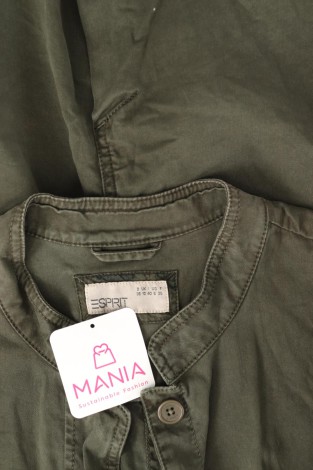 ESPRIT
MANIA
Sustainable Fashion